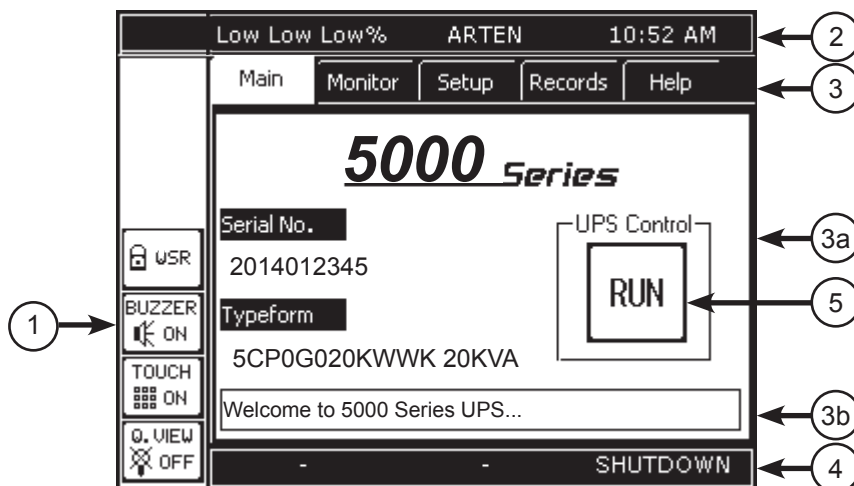 Low Low Low% ARTEN 10:52 AM
Main Monitor Setup Records Help
5000 Series
Serial No.
2014012345
Typeform
5CP0G020KWWK 20KVA
Welcome to 5000 Series UPS...
UPS Control
RUN
USR
BUZZER
ON
TOUCH
ON
Q.VIEW
OFF
- - SHUTDOWN
1
2
3
3a
5
3b
4